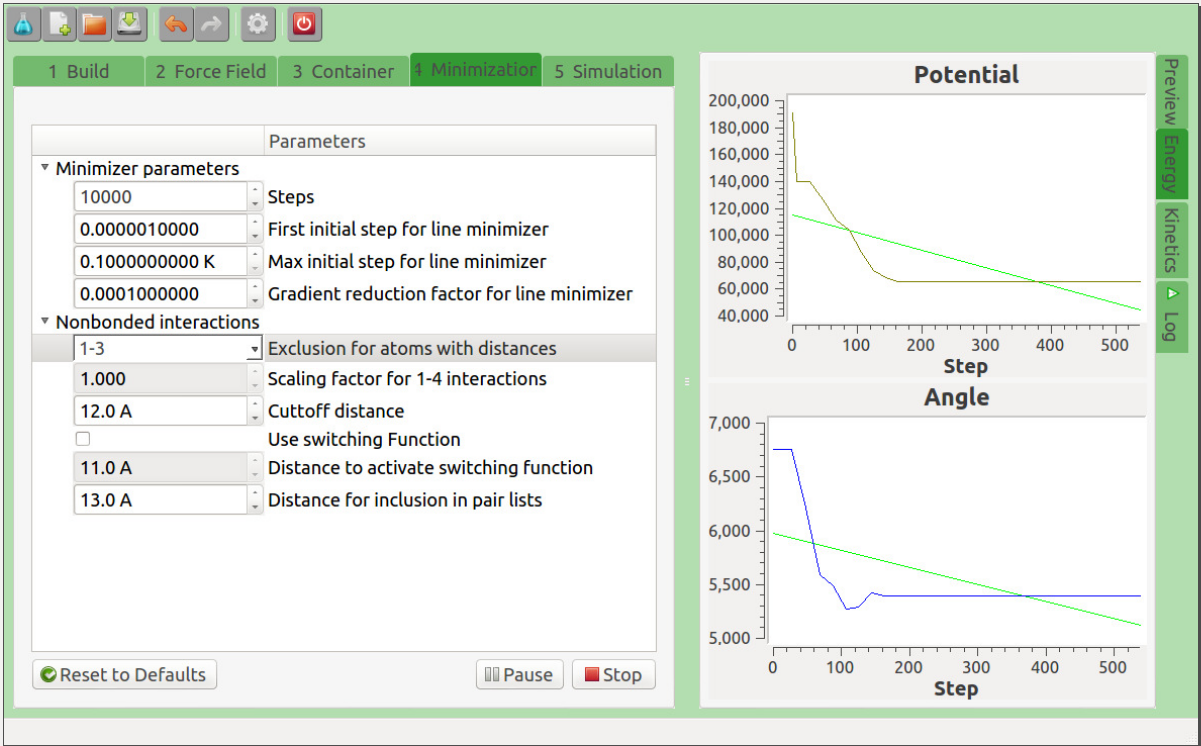 1 Build 2 Force Field 3 Container 4 Minimization 5 Simulation
Parameters
Minimizer parameters
10000 Steps
0.0000010000 First initial step for line minimizer
0.1000000000 K Max initial step for line minimizer
0.0001000000 Gradient reduction factor for line minimizer
Nonbonded interactions
1-3 Exclusion for atoms with distances
1.000 Scaling factor for 1-4 interactions
12.0 A Cuttoff distance
Use switching Function
11.0 A Distance to activate switching function
13.0 A Distance for inclusion in pair lists
Reset to Defaults Pause Stop
Potential
200,000
180,000
160,000
140,000
120,000
100,000
80,000
60,000
40,000
0 100 200 300 400 500
Step
Angle
7,000
6,500
6,000
5,500
5,000
0 100 200 300 400 500
Step
Preview
Energy
Kinetics
Log